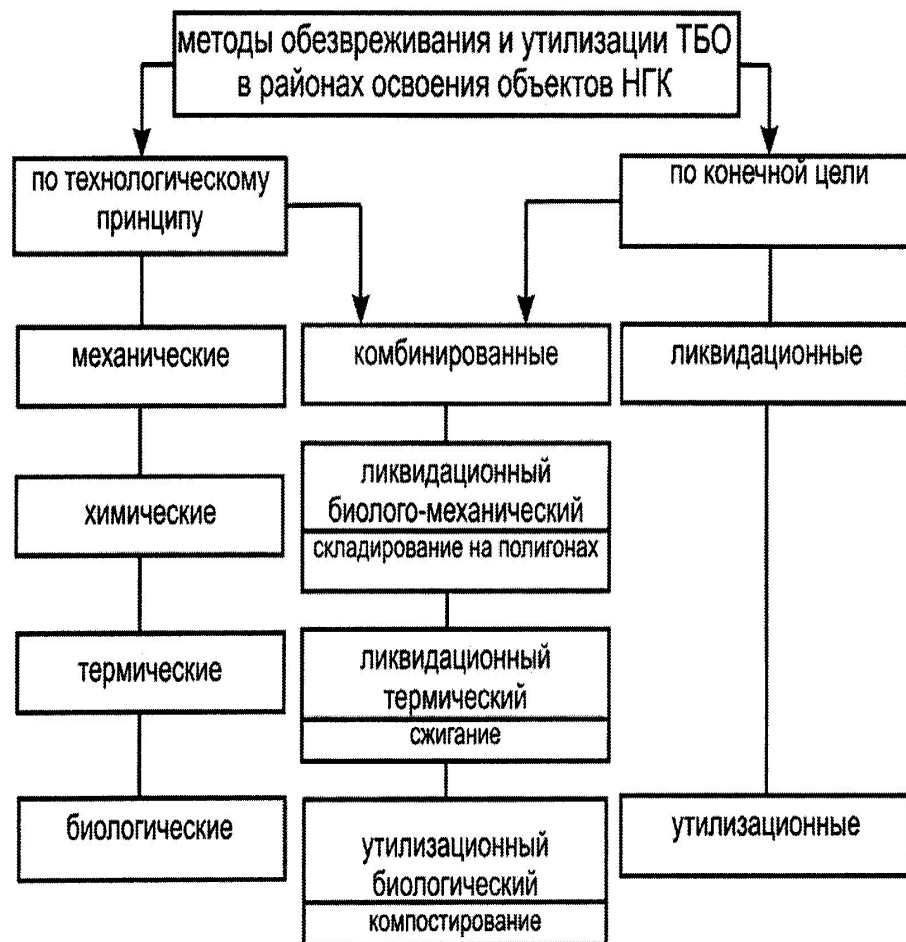 методы обезвреживания и утилизации ТБО
в районах освоения объектов НГК
по технологическому
принципу
по конечной цели
механические
комбинированные
ликвидационные
химические
ликвидационный
биолого-механический
складирование на полигонах
термические
ликвидационный
термический
сжигание
биологические
утилизационный
биологический
компостирование
утилизационные